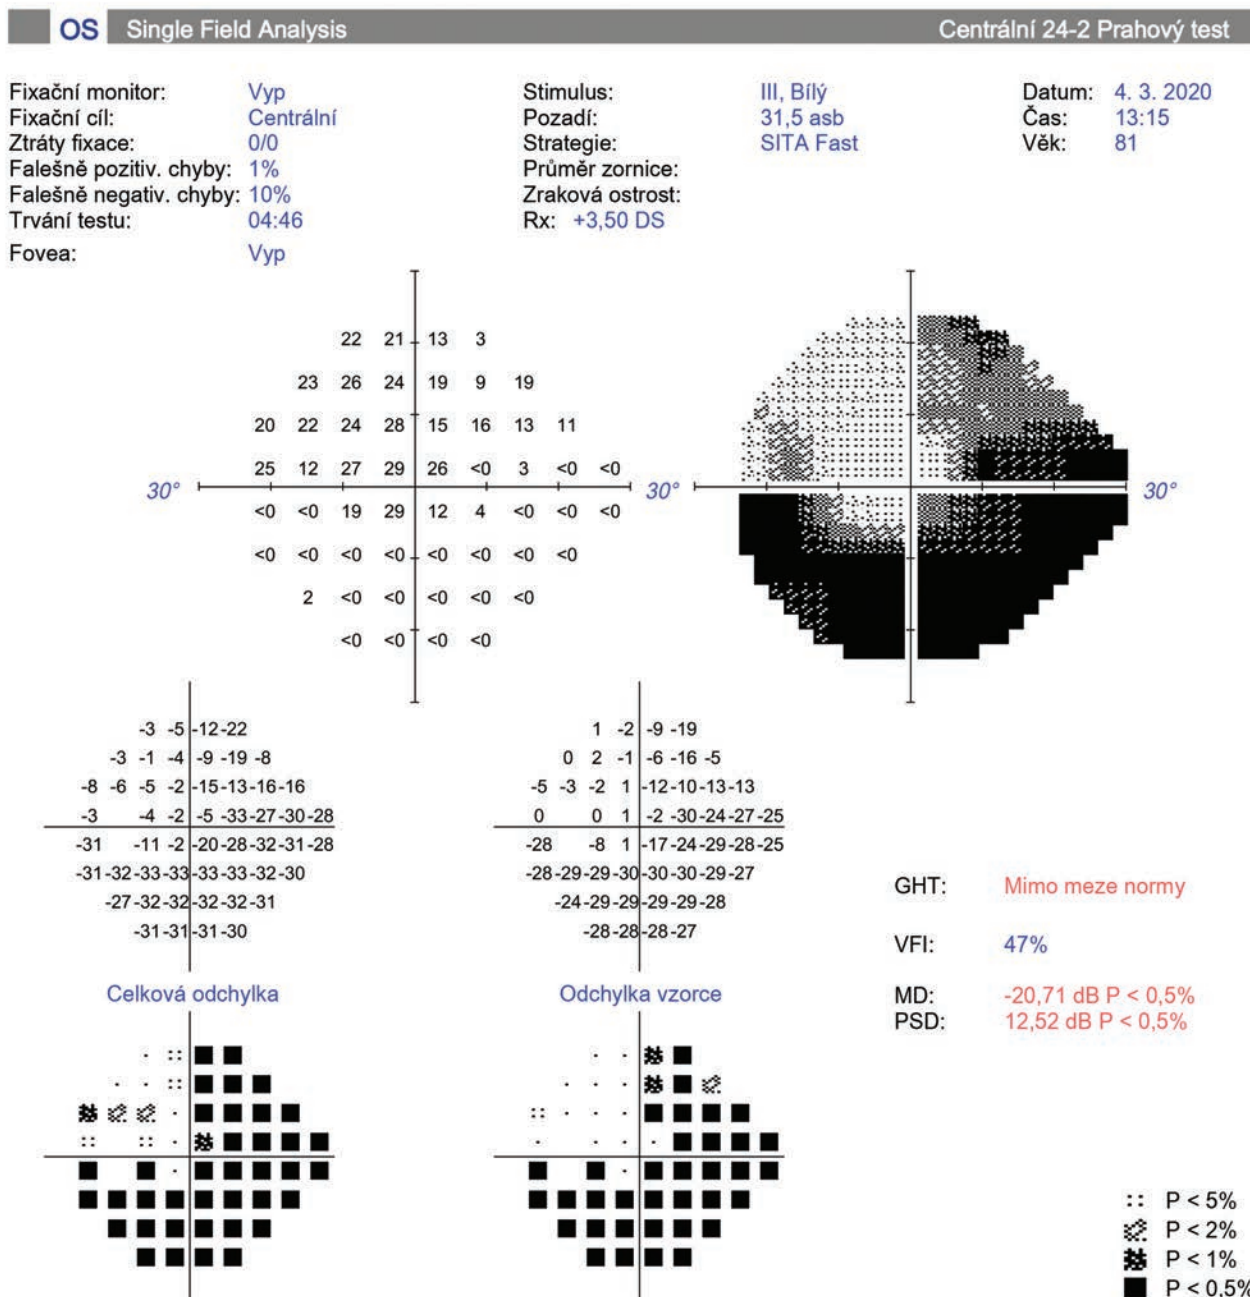 OS Single Field Analysis Centrální 24-2 Prahový test
Fixační monitor: Vyp Stimulus: III, Bílý Datum: 4. 3. 2020
Fixační cíl: Centrální Pozadí: 31,5 asb Čas: 13:15
Ztráty fixace: 0/0 Strategie: SITA Fast Věk: 81
Falešně pozitiv. chyby: 1% Průměr zornice:
Falešně negativ. chyby: 10% Zraková ostrost:
Trvání testu: 04:46 Rx: +3,50 DS
Fovea: Vyp
22 21 13 3
23 26 24 19 9 19
20 22 24 28 15 16 13 11
25 12 27 29 26 <0 3 <0 <0
30° 30° 30°
<0 <0 19 29 12 4 <0 <0 <0
<0 <0 <0 <0 <0 <0 <0 <0
2 <0 <0 <0 <0 <0
<0 <0 <0 <0
-3 -5 -12 -22 1 -2 -9 -19
-3 -1 -4 -9 -19 -8 0 2 -1 -6 -16 -5
-8 -6 -5 -2 -15 -13 -16 -16 -5 -3 -2 1 -12 -10 -13 -13
-3 -4 -2 -5 -33 -27 -30 -28 0 0 1 -2 -30 -24 -27 -25
-31 -11 -2 -20 -28 -32 -31 -28 -28 -8 1 -17 -24 -29 -28 -25
-31 -32 -33 -33 -33 -33 -32 -30 -28 -29 -29 -30 -30 -30 -29 -27
-27 -32 -32 -32 -32 -31 -24 -29 -29 -29 -29 -28
-31 -31 -31 -30 -28 -28 -28 -27
GHT: Mimo meze normy
VFI: 47%
Celková odchylka Odchylka vzorce MD: -20,71 dB P < 0,5%
PSD: 12,52 dB P < 0,5%
P < 5%
P < 2%
P < 1%
P < 0,5%